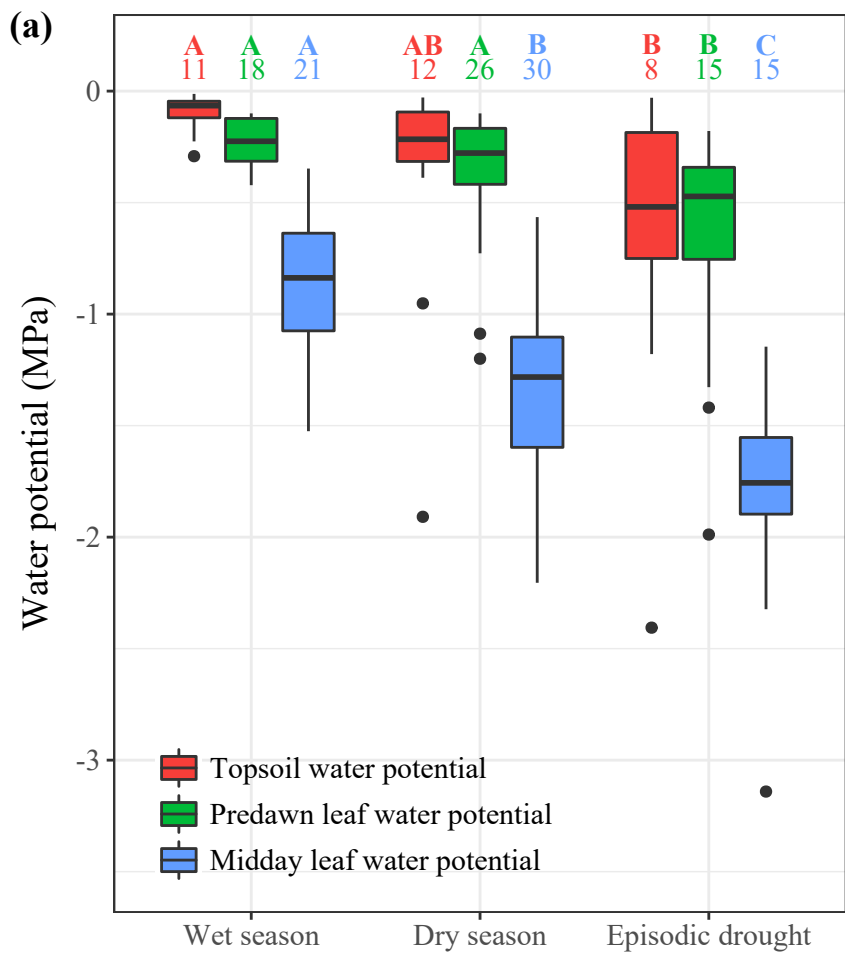 (a)
A A A AB A B B B C
11 18 21 12 26 30 8 15 15
0
-1
-2
-3
Water potential (MPa)
Topsoil water potential
Predawn leaf water potential
Midday leaf water potential
Wet season Dry season Episodic drought